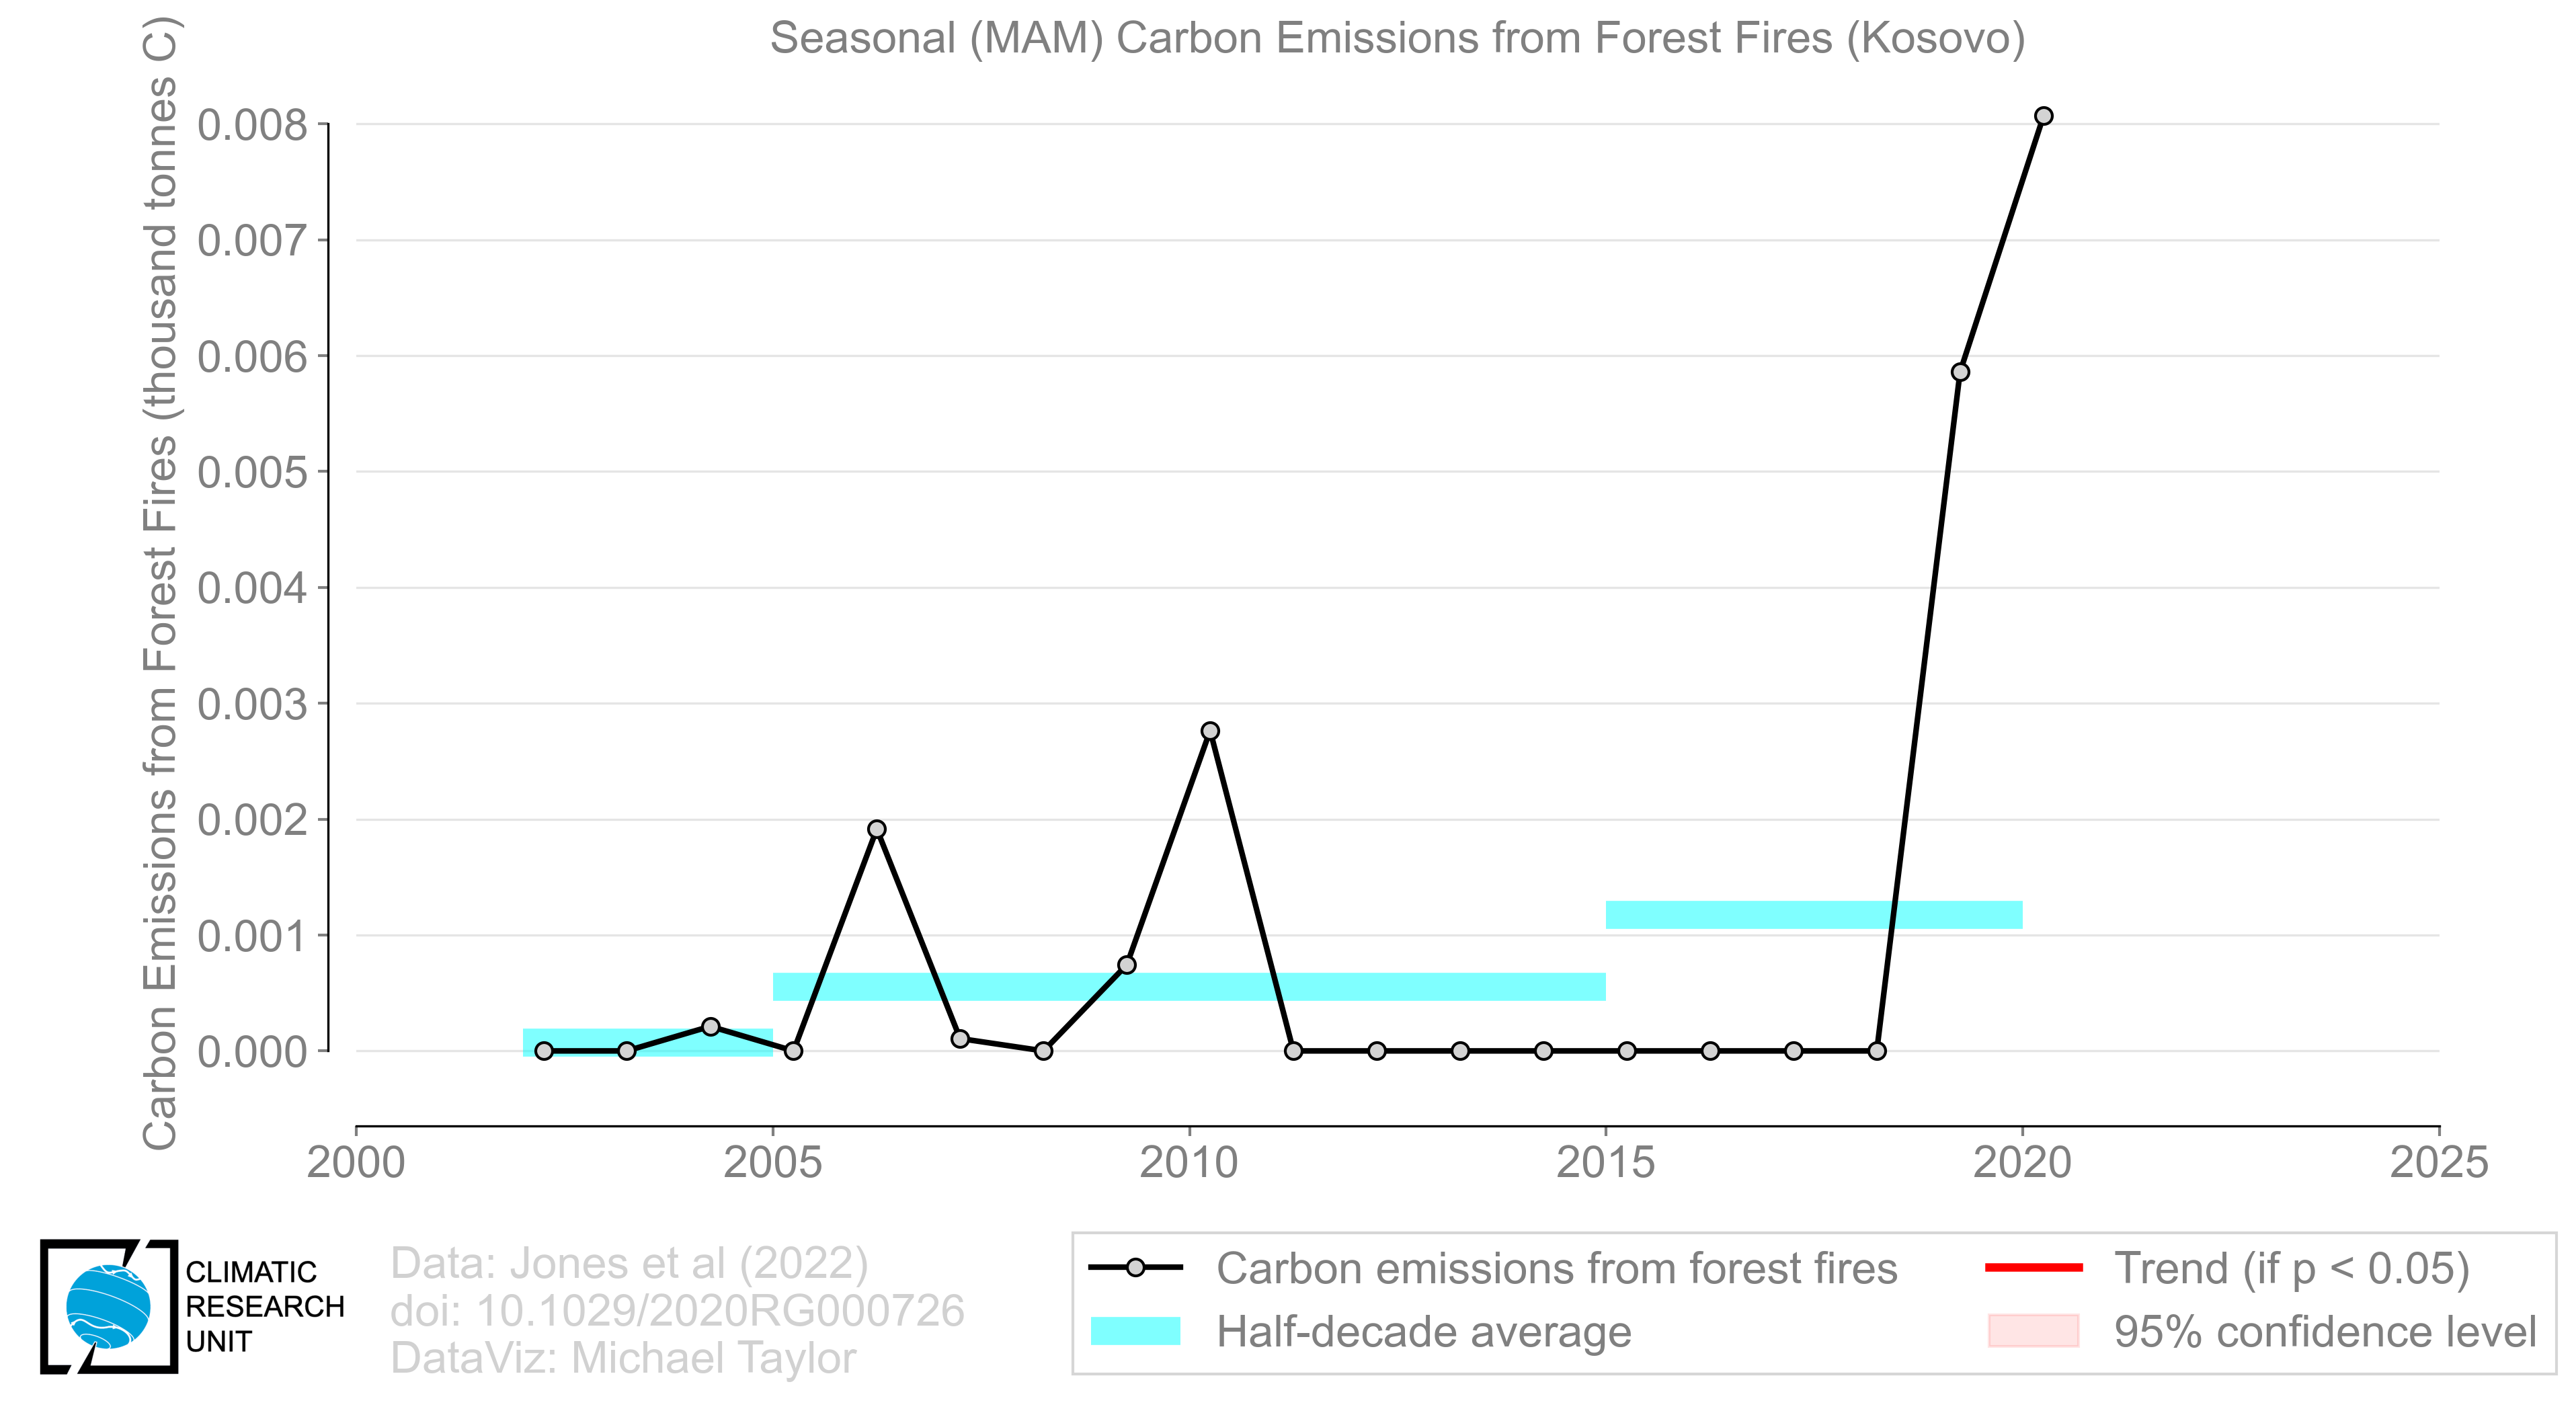 Seasonal (MAM) Carbon Emissions from Forest Fires (Kosovo)
Carbon Emissions from Forest Fires (thousand tonnes C)
0.008
0.007
0.006
0.005
0.004
0.003
0.002
0.001
0.000
2000
2005
2010
2015
2020
2025
CLIMATIC
RESEARCH
UNIT
Data: Jones et al (2022)
doi: 10.1029/2020RG000726
DataViz: Michael Taylor
Carbon emissions from forest fires
Half-decade average
Trend (if p < 0.05)
95% confidence level